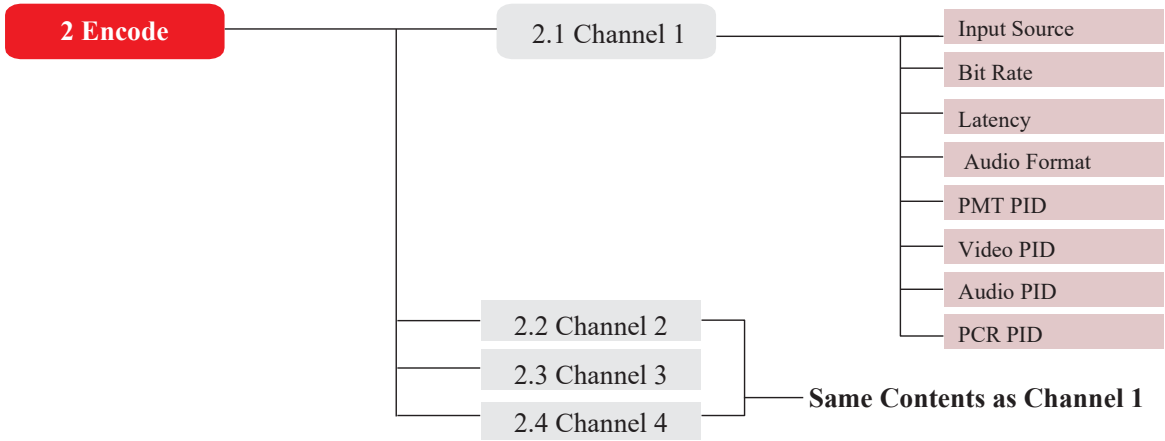 2 Encode
2.1 Channel 1
Input Source
Bit Rate
Latency
Audio Format
PMT PID
Video PID
Audio PID
PCR PID
2.2 Channel 2
2.3 Channel 3
2.4 Channel 4
Same Contents as Channel 1